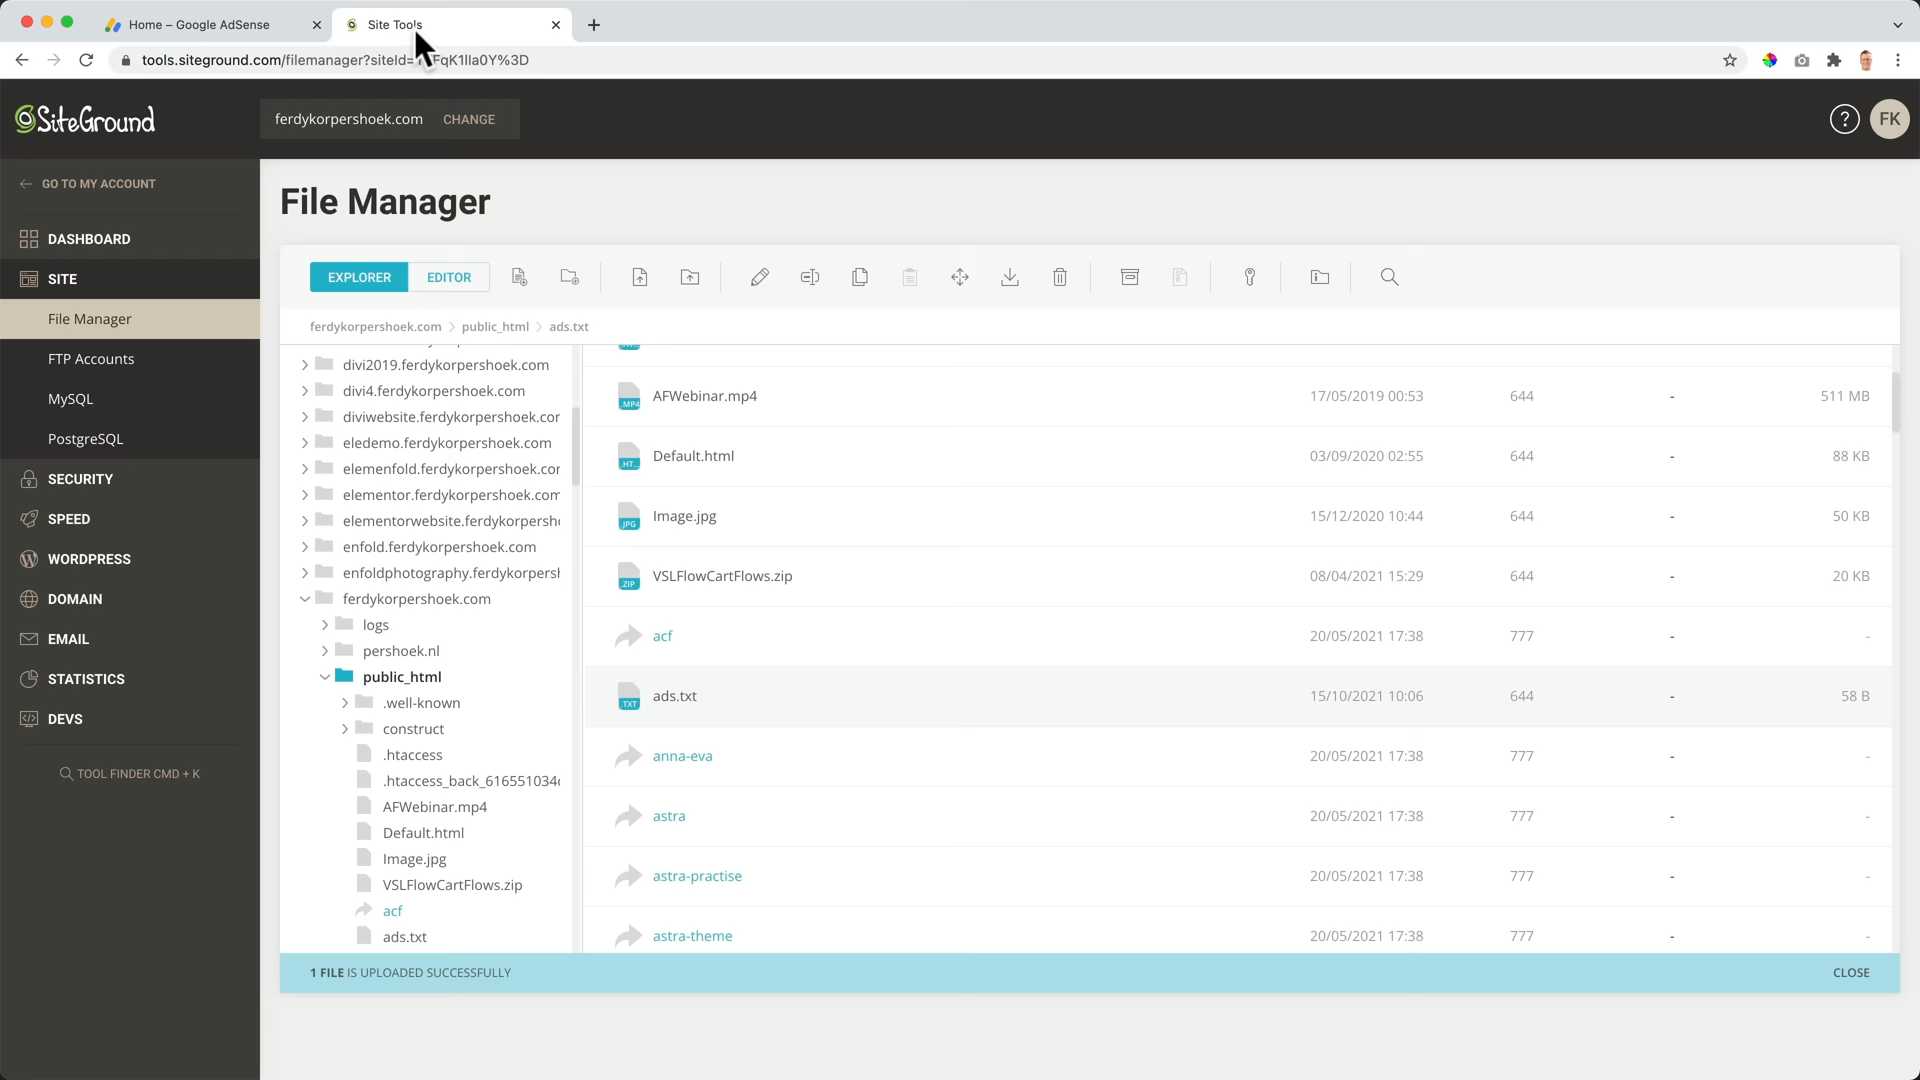 Home – Google AdSense
Site Tools
tools.siteground.com/filemanager?siteId=
FqK1lla0Y%3D
SiteGround
ferdykorpershoek.com CHANGE
?
FK
GO TO MY ACCOUNT
DASHBOARD
SITE
File Manager
FTP Accounts
MySQL
PostgreSQL
SECURITY
SPEED
WORDPRESS
DOMAIN
EMAIL
STATISTICS
DEVS
TOOL FINDER CMD + K
File Manager
EXPLORER
EDITOR
ferdykorpershoek.com > public_html > ads.txt
divi2019.ferdykorpershoek.com
divi4.ferdykorpershoek.com
diviwebsite.ferdykorpershoek.cor
eledemo.ferdykorpershoek.com
elemenfold.ferdykorpershoek.cor
elementor.ferdykorpershoek.com
elementorwebsite.ferdykorpersh
enfold.ferdykorpershoek.com
enfoldphotography.ferdykorpersh
ferdykorpershoek.com
logs
pershoek.nl
public_html
.well-known
construct
.htaccess
.htaccess_back_616551034
AFWebinar.mp4
Default.html
Image.jpg
VSLFlowCartFlows.zip
acf
ads.txt
.MP4 AFWebinar.mp4 17/05/2019 00:53 644 - 511 MB
.HT... Default.html 03/09/2020 02:55 644 - 88 KB
.JPG Image.jpg 15/12/2020 10:44 644 - 50 KB
.ZIP VSLFlowCartFlows.zip 08/04/2021 15:29 644 - 20 KB
acf 20/05/2021 17:38 777 - -
.TXT ads.txt 15/10/2021 10:06 644 - 58 B
anna-eva 20/05/2021 17:38 777 - -
astra 20/05/2021 17:38 777 - -
astra-practise 20/05/2021 17:38 777 - -
astra-theme 20/05/2021 17:38 777 - -
1 FILE IS UPLOADED SUCCESSFULLY
CLOSE